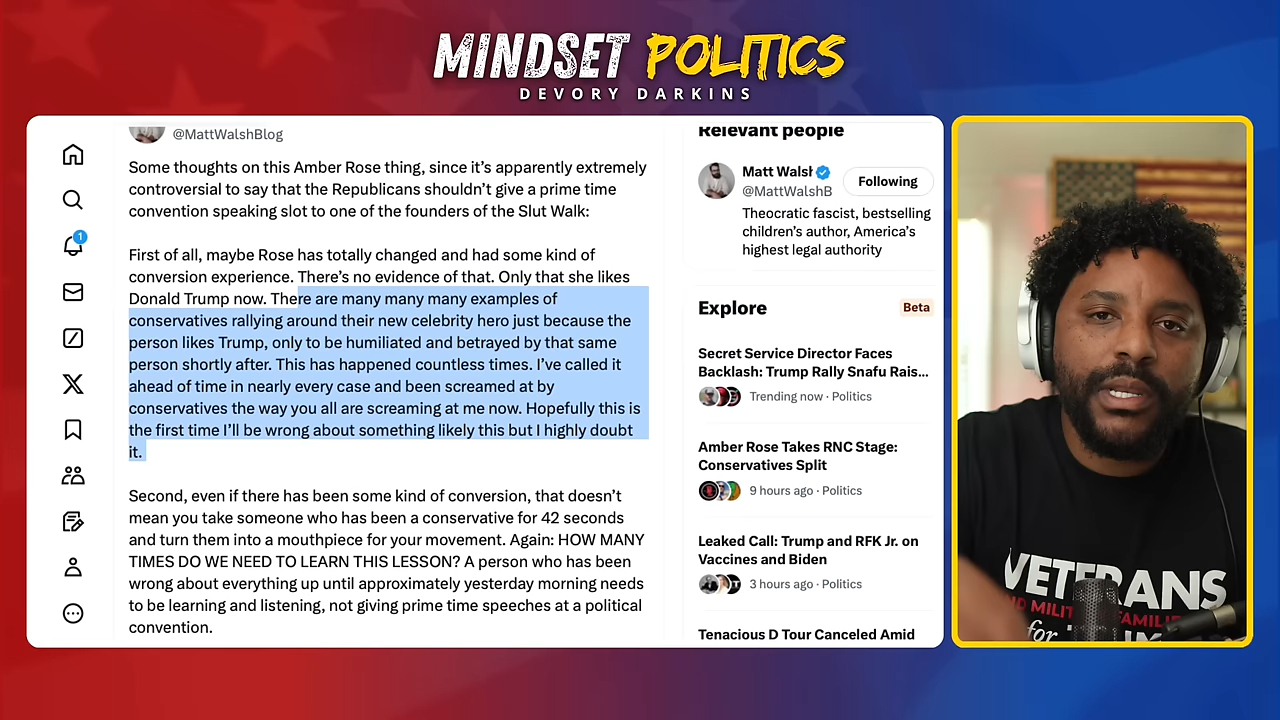 MINDSET POLITICS
DEVORY DARKINS
@MattWalshBlog
Some thoughts on this Amber Rose thing, since it's apparently extremely
controversial to say that the Republicans shouldn't give a prime time
convention speaking slot to one of the founders of the Slut Walk:
First of all, maybe Rose has totally changed and had some kind of
conversion experience. There's no evidence of that. Only that she likes
Donald Trump now. There are many many many examples of
conservatives rallying around their new celebrity hero just because the
person likes Trump, only to be humiliated and betrayed by that same
person shortly after. This has happened countless times. I've called it
ahead of time in nearly every case and been screamed at by
conservatives the way you all are screaming at me now. Hopefully this is
the first time I'll be wrong about something likely this but I highly doubt
it.
Second, even if there has been some kind of conversion, that doesn't
mean you take someone who has been a conservative for 42 seconds
and turn them into a mouthpiece for your movement. Again: HOW MANY
TIMES DO WE NEED TO LEARN THIS LESSON? A person who has been
wrong about everything up until approximately yesterday morning needs
to be learning and listening, not giving prime time speeches at a political
convention.
1
Relevant people
Matt Walsh
@MattWalshB
Following
Theocratic fascist, bestselling
children's author, America's
highest legal authority
Explore
Beta
Secret Service Director Faces
Backlash: Trump Rally Snafu Rais...
Trending now · Politics
Amber Rose Takes RNC Stage:
Conservatives Split
9 hours ago · Politics
Leaked Call: Trump and RFK Jr. on
Vaccines and Biden
3 hours ago · Politics
Tenacious D Tour Canceled Amid
VETERANS
for